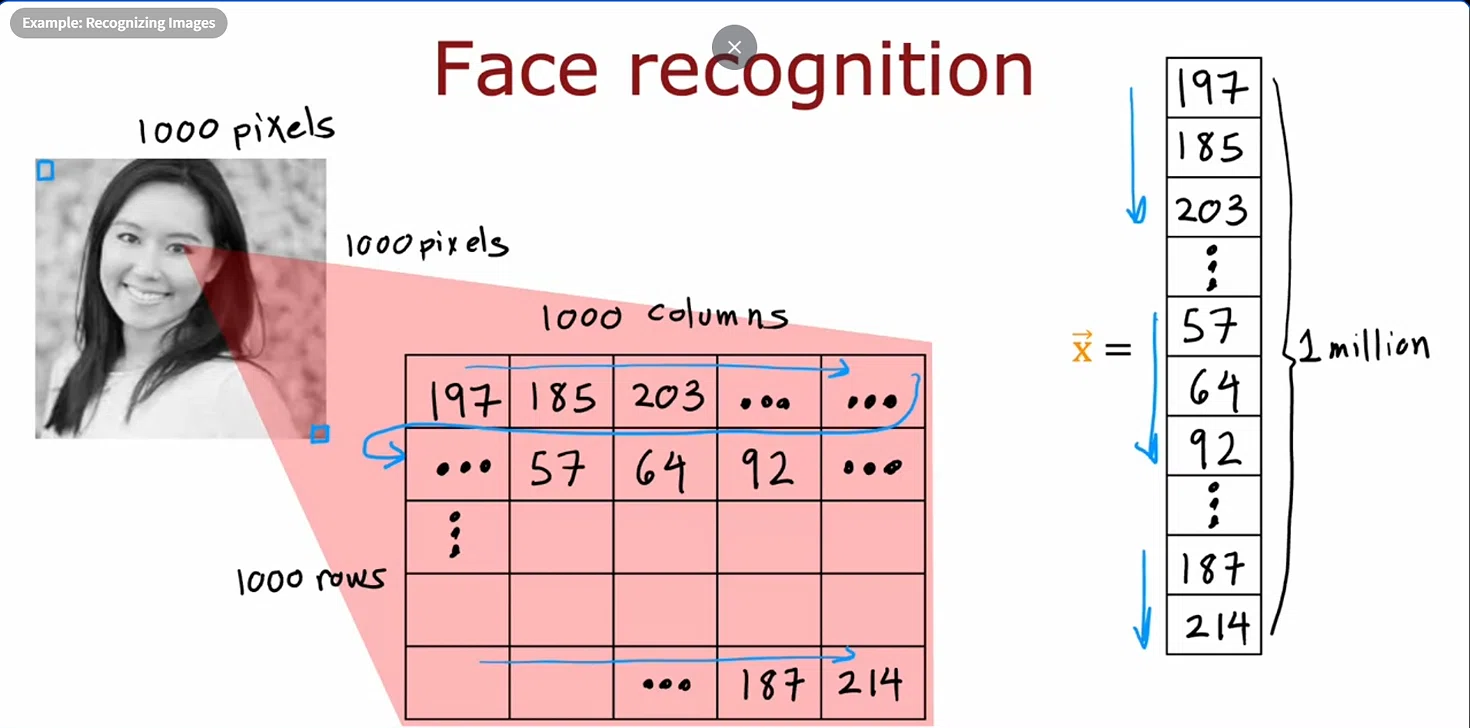 Example: Recognizing Images
Face recognition
1000 pixels
1000 pixels
1000 columns
1000 rows
197 185 203 ••• •••
••• 57 64 92 •••
⋮
••• 187 214
x⃗ =
197
185
203
⋮
57
64
92
⋮
187
214
1 million